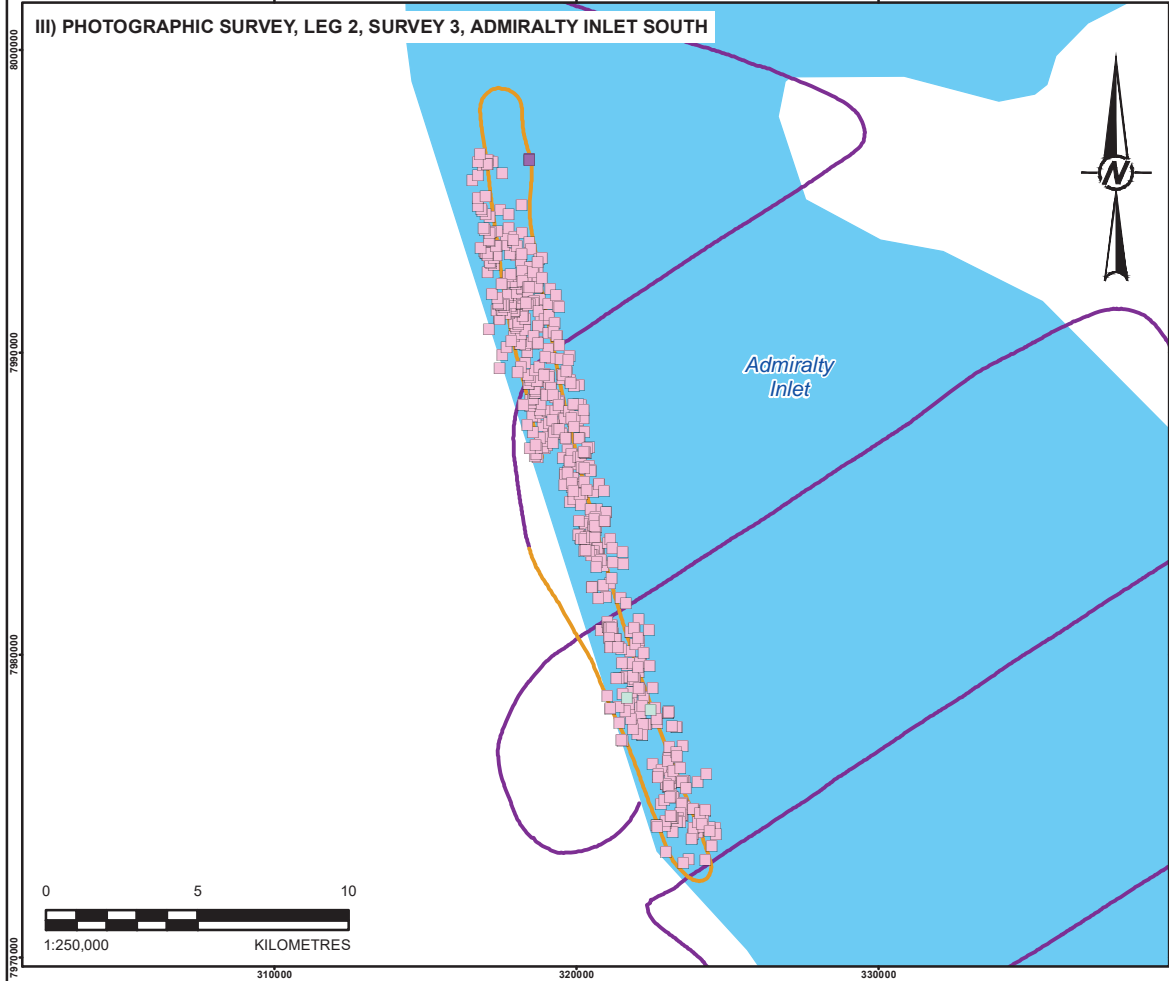 III) PHOTOGRAPHIC SURVEY, LEG 2, SURVEY 3, ADMIRALTY INLET SOUTH
8000000
N
7990000
Admiralty
Inlet
7980000
0 5 10
1:250,000 KILOMETRES
7970000
310000 320000 330000